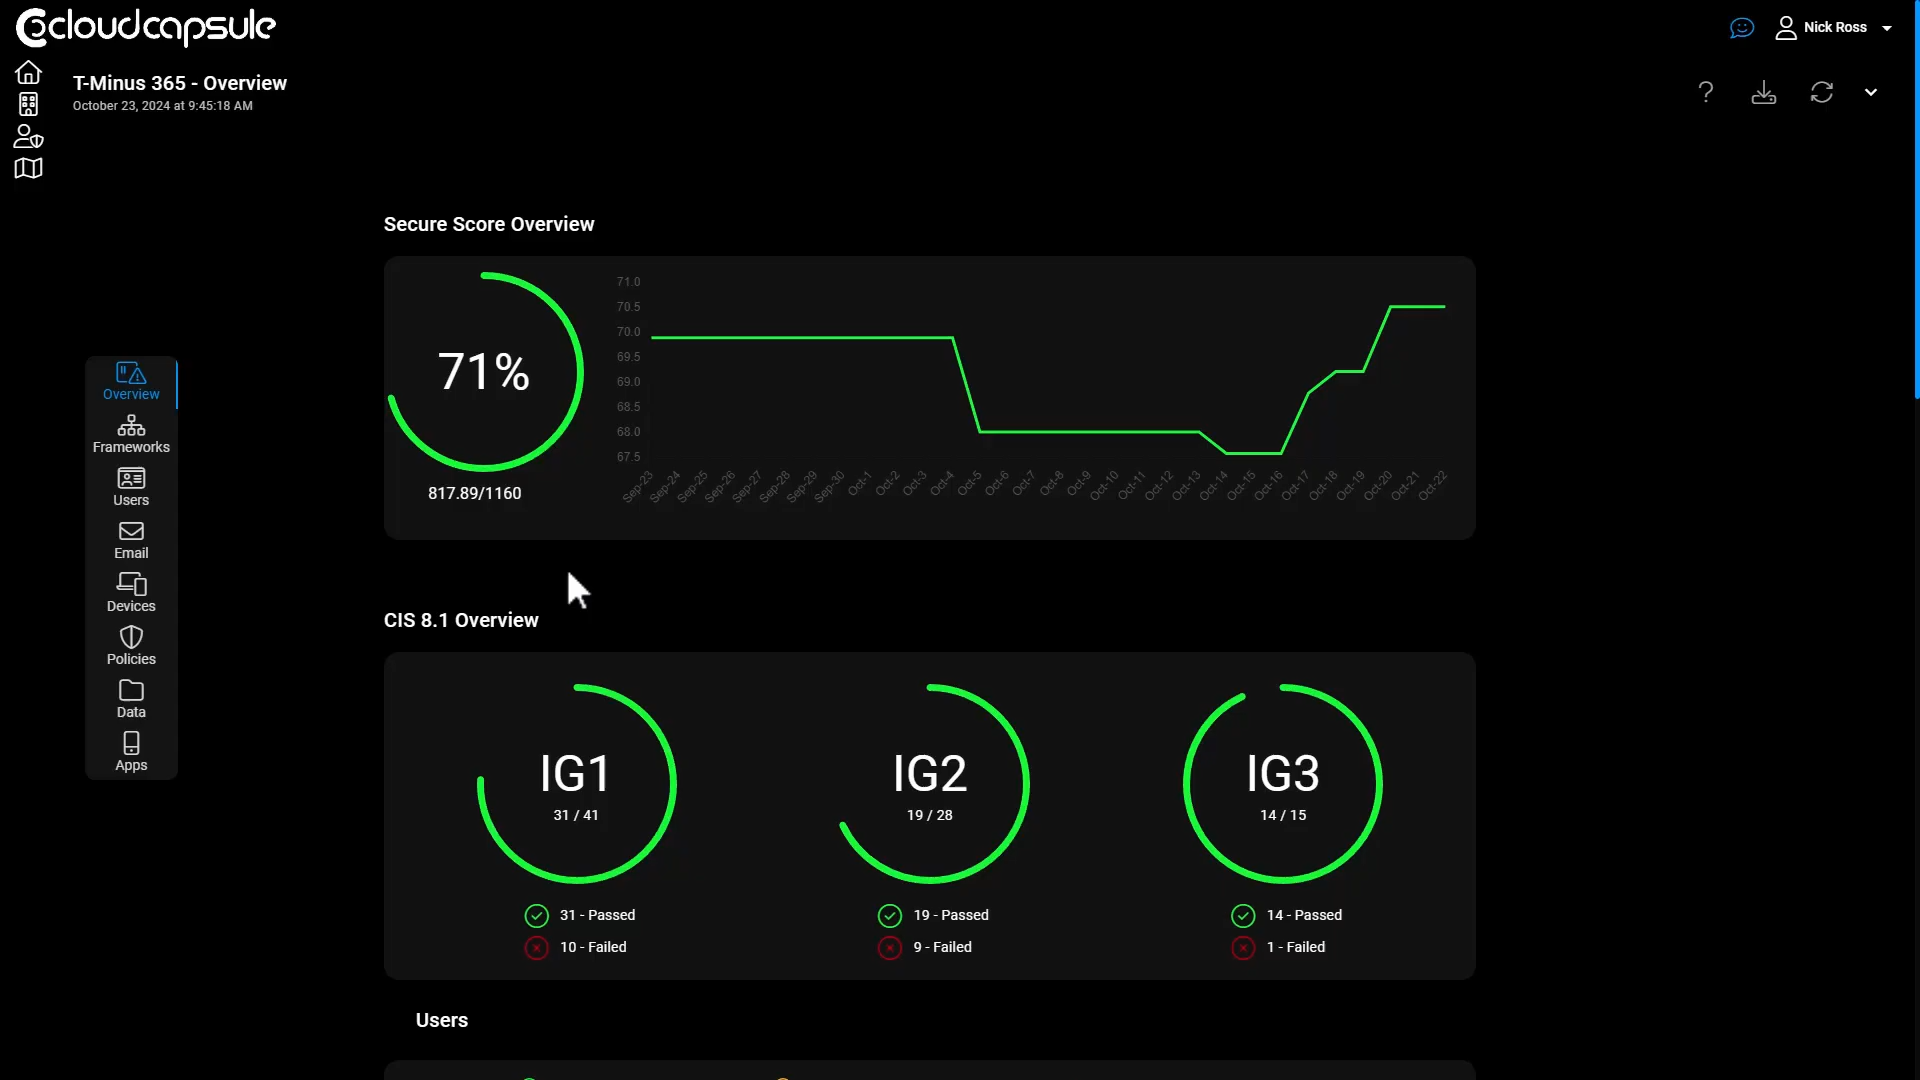 cloudcapsule
Nick Ross
T-Minus 365 - Overview
October 23, 2024 at 9:45:18 AM
Secure Score Overview
71%
817.89/1160
71.0
70.5
70.0
69.5
69.0
68.5
68.0
67.5
Sep-23 Sep-24 Sep-25 Sep-26 Sep-27 Sep-28 Sep-29 Sep-30 Oct-1 Oct-2 Oct-3 Oct-4 Oct-5 Oct-6 Oct-7 Oct-8 Oct-9 Oct-10 Oct-11 Oct-12 Oct-13 Oct-14 Oct-15 Oct-16 Oct-17 Oct-18 Oct-19 Oct-20 Oct-21 Oct-22
Overview
Frameworks
Users
Email
Devices
Policies
Data
Apps
CIS 8.1 Overview
IG1
31 / 41
31 - Passed
10 - Failed
IG2
19 / 28
19 - Passed
9 - Failed
IG3
14 / 15
14 - Passed
1 - Failed
Users